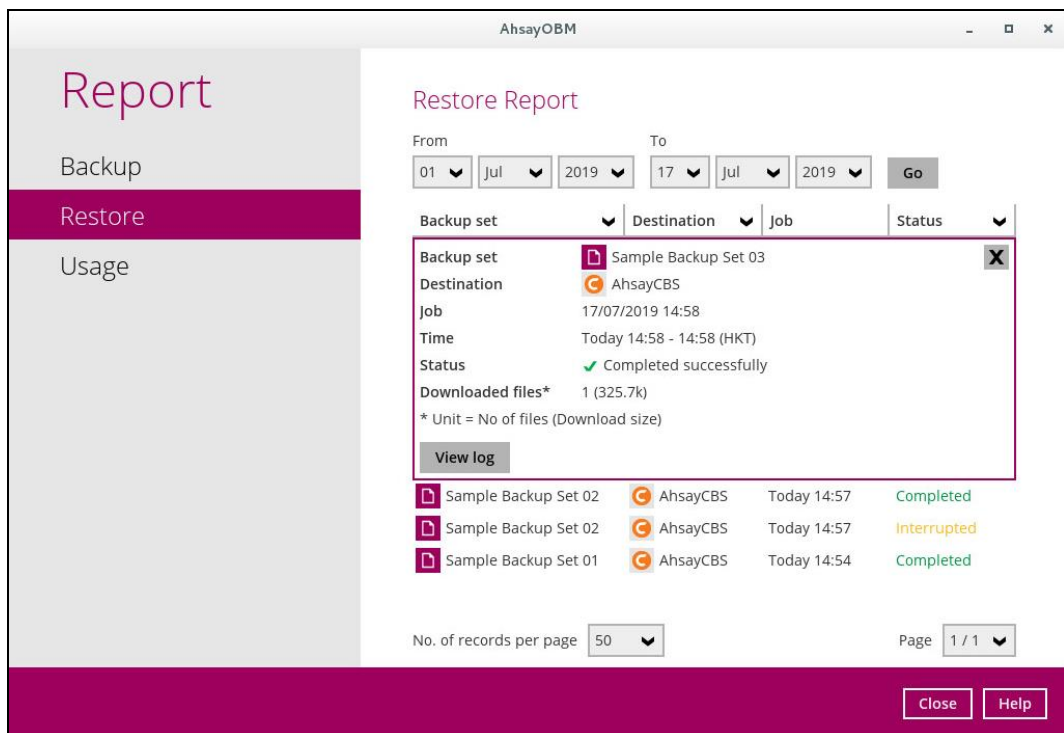 AhsayOBM
Report
Backup
Restore
Usage
Restore Report
From To
01 Jul 2019 17 Jul 2019 Go
Backup set Destination Job Status
Backup set Sample Backup Set 03 X
Destination AhsayCBS
Job 17/07/2019 14:58
Time Today 14:58 - 14:58 (HKT)
Status Completed successfully
Downloaded files* 1 (325.7k)
* Unit = No of files (Download size)
View log
Sample Backup Set 02 AhsayCBS Today 14:57 Completed
Sample Backup Set 02 AhsayCBS Today 14:57 Interrupted
Sample Backup Set 01 AhsayCBS Today 14:54 Completed
No. of records per page 50 Page 1 / 1
Close Help